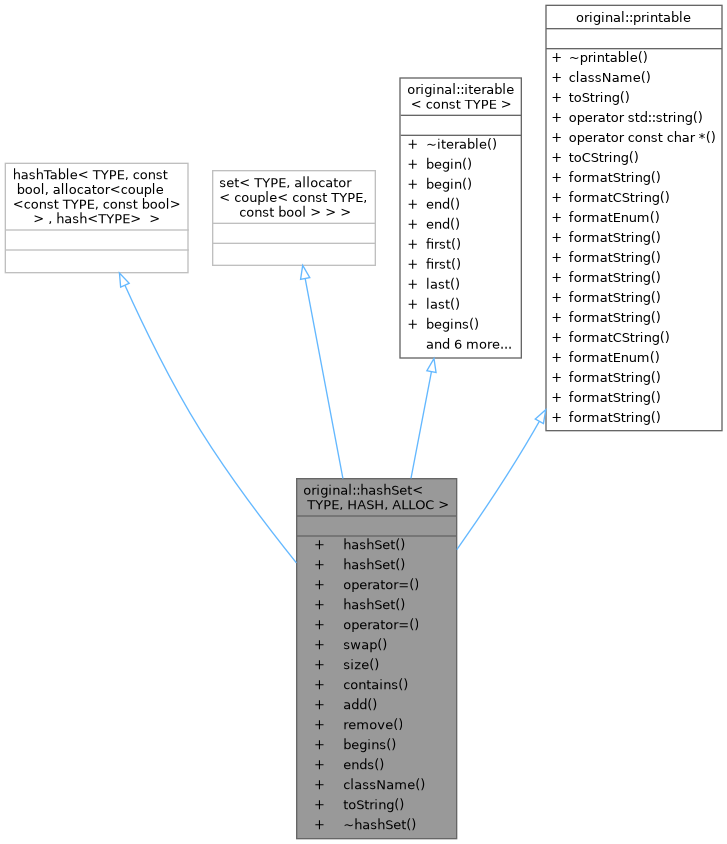 original::printable
+ ~printable()
+ className()
+ toString()
+ operator std::string()
+ operator const char *()
+ toCString()
+ formatString()
+ formatCString()
+ formatEnum()
+ formatString()
+ formatString()
+ formatString()
+ formatString()
+ formatString()
+ formatCString()
+ formatEnum()
+ formatString()
+ formatString()
+ formatString()
original::iterable
< const TYPE >
+ ~iterable()
+ begin()
+ begin()
+ end()
+ end()
+ first()
+ first()
+ last()
+ last()
+ begins()
and 6 more...
hashTable< TYPE, const
bool, allocator<couple
<const TYPE, const bool>
> , hash<TYPE>  >
set< TYPE, allocator
< couple< const TYPE,
const bool > > >
original::hashSet<
TYPE, HASH, ALLOC >
+ hashSet()
+ hashSet()
+ operator=()
+ hashSet()
+ operator=()
+ swap()
+ size()
+ contains()
+ add()
+ remove()
+ begins()
+ ends()
+ className()
+ toString()
+ ~hashSet()